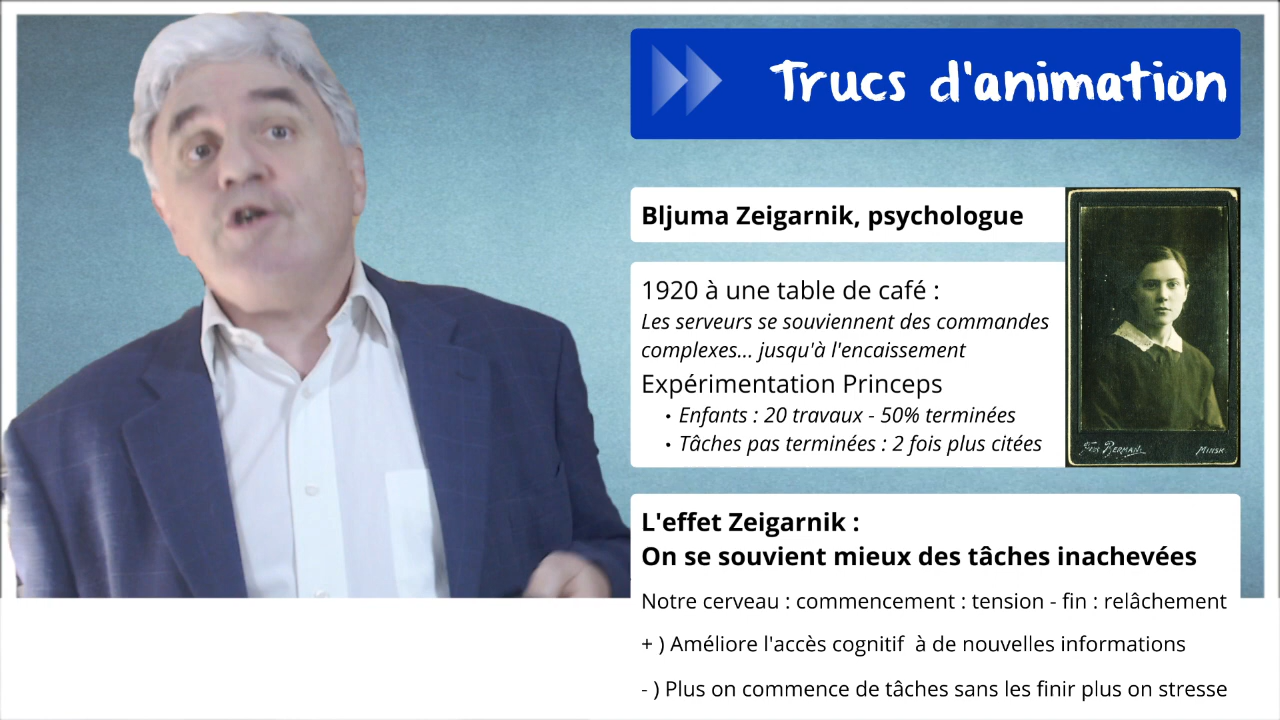 Trucs d'animation
Bljuma Zeigarnik, psychologue
1920 à une table de café :
Les serveurs se souviennent des commandes
complexes... jusqu'à l'encaissement
Expérimentation Princeps
• Enfants : 20 travaux - 50% terminées
• Tâches pas terminées : 2 fois plus citées
MINSK
L'effet Zeigarnik :
On se souvient mieux des tâches inachevées
Notre cerveau : commencement : tension - fin : relâchement
+ ) Améliore l'accès cognitif à de nouvelles informations
- ) Plus on commence de tâches sans les finir plus on stresse